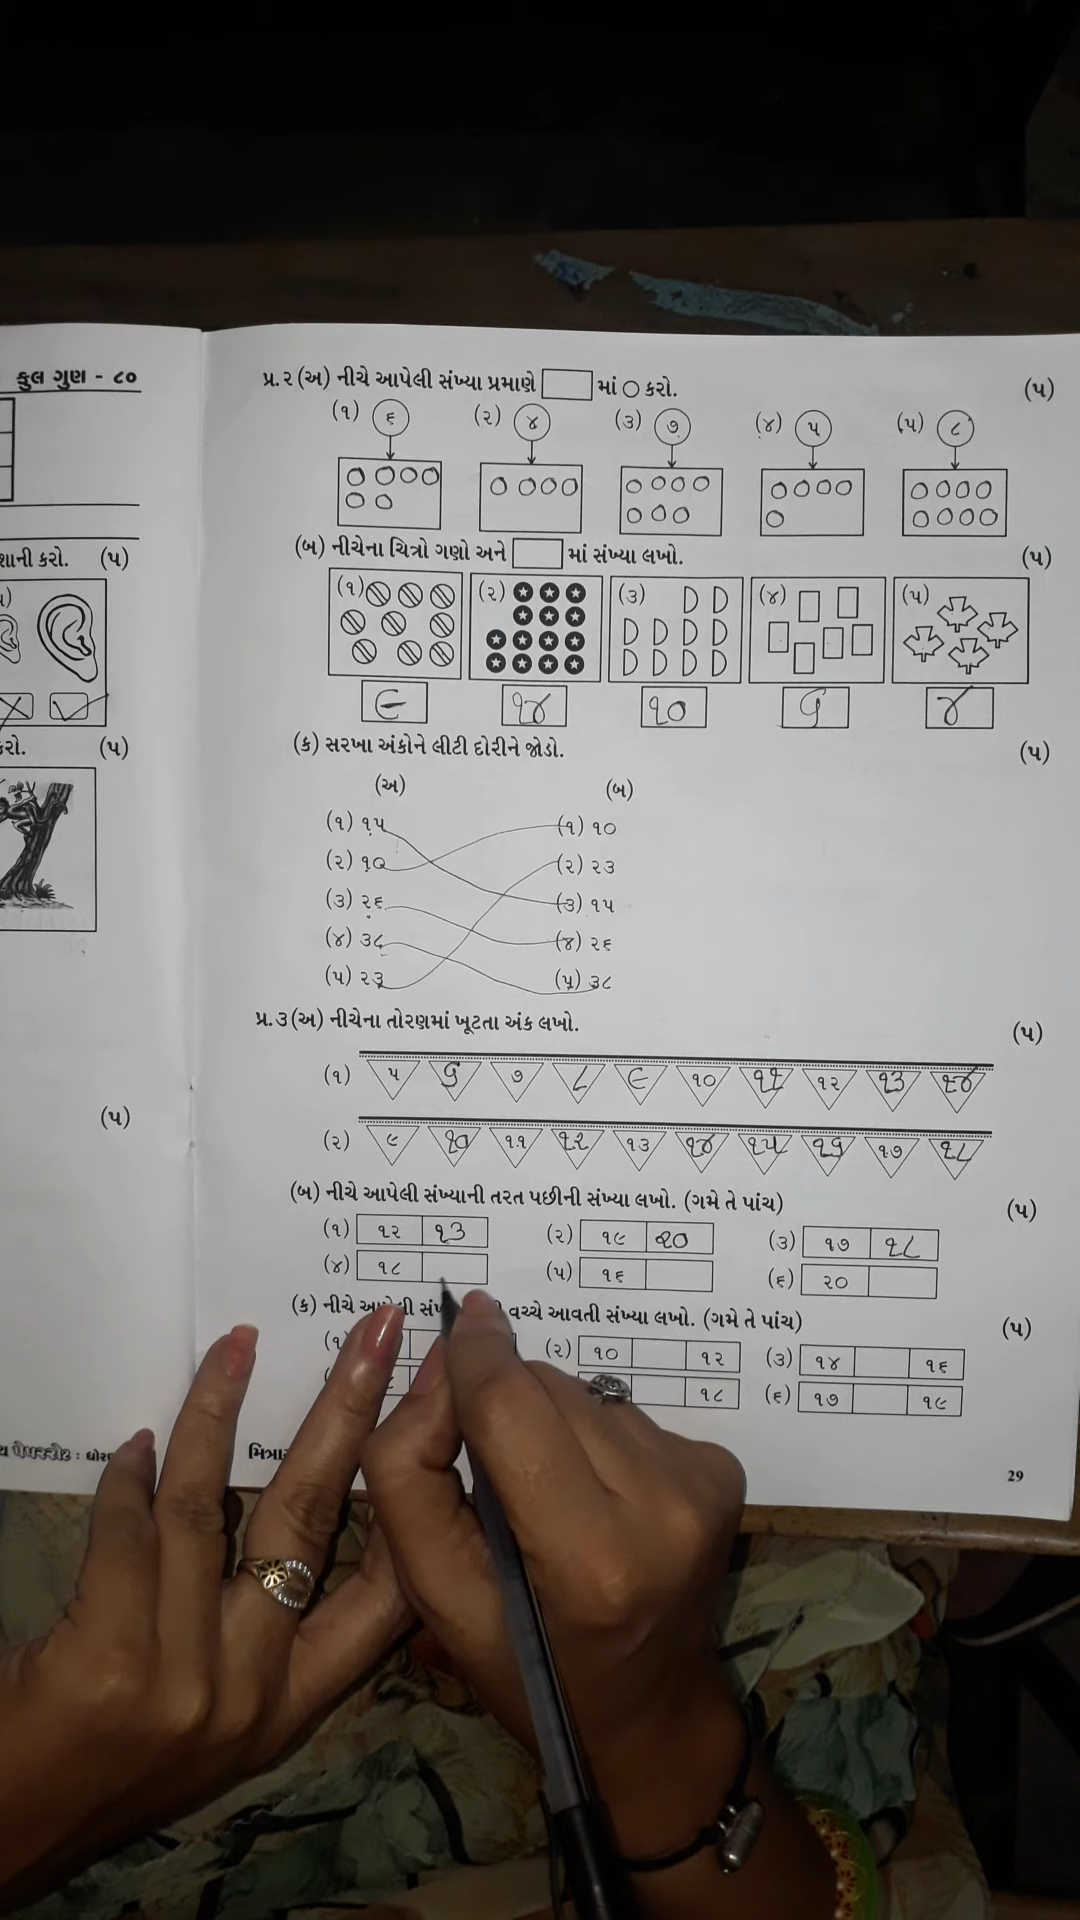 કુલ ગુણ - ૮૦
શાની કરો. (૫)
કરો. (૫)
(૫)
પ્ર.૨ (અ) નીચે આપેલી સંખ્યા પ્રમાણે માં ○ કરો. (૫)
(૧) ૬ (૨) ૪ (૩) ૭ (૪) ૫ (૫) ૮
(બ) નીચેના ચિત્રો ગણો અને માં સંખ્યા લખો. (૫)
(૧) (૨) (૩) (૪) (૫)
૯ ૧૪ ૧૦ ૬ ૪
(ક) સરખા અંકોને લીટી દોરીને જોડો. (૫)
(અ) (બ)
(૧) ૧૫ (૧) ૧૦
(૨) ૧૦ (૨) ૨૩
(૩) ૨૬ (૩) ૧૫
(૪) ૩૮ (૪) ૨૬
(૫) ૨૩ (૫) ૩૮
પ્ર.૩(અ) નીચેના તોરણમાં ખૂટતા અંક લખો. (૫)
(૧) ૫ ૬ ૭ ૮ ૯ ૧૦ ૧૧ ૧૨ ૧૩ ૧૪
(૨) ૯ ૧૦ ૧૧ ૧૨ ૧૩ ૧૪ ૧૫ ૧૬ ૧૭ ૧૮
(બ) નીચે આપેલી સંખ્યાની તરત પછીની સંખ્યા લખો. (ગમે તે પાંચ) (૫)
(૧) ૧૨ ૧૩ (૨) ૧૯ ૨૦ (૩) ૧૭ ૧૮
(૪) ૧૮ (૫) ૧૬ (૬) ૨૦
(ક) નીચે વચ્ચે આવતી સંખ્યા લખો. (ગમે તે પાંચ) (૫)
(૧) (૨) ૧૦ ૧૨ (૩) ૧૪ ૧૬
૧૮ (૬) ૧૭ ૧૯
29